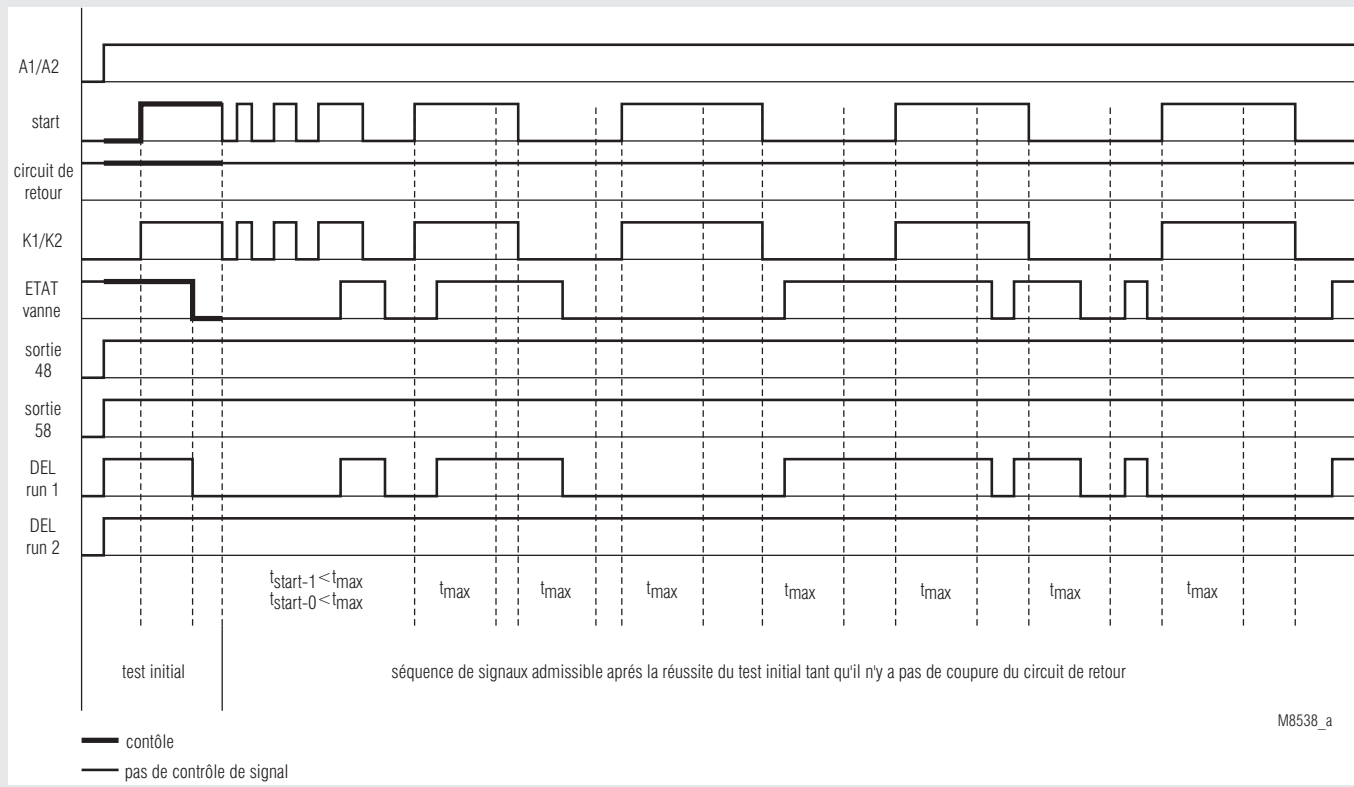 A1/A2
start
circuit de
retour
K1/K2
ETAT
vanne
sortie
48
sortie
58
DEL
run 1
DEL
run 2
tstart-1<tmax
tstart-0<tmax
tmax
tmax
tmax
tmax
tmax
tmax
tmax
test initial
séquence de signaux admissible aprés la réussite du test initial tant qu'il n'y a pas de coupure du circuit de retour
M8538_a
contôle
pas de contrôle de signal